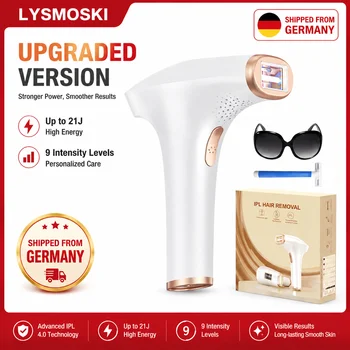 LYSMOSKI
SHIPPED FROM
GERMANY
UPGRADED
VERSION
Stronger Power, Smoother Results
Up to 21J
High Energy
9 Intensity Levels
Personalized Care
SHIPPED FROM
GERMANY
IPL HAIR REMOVAL
Advanced IPL
4.0 Technology
Up to 21J
High Energy
9
9 Intensity
Levels
Visible Results
Long-lasting Smooth Skin